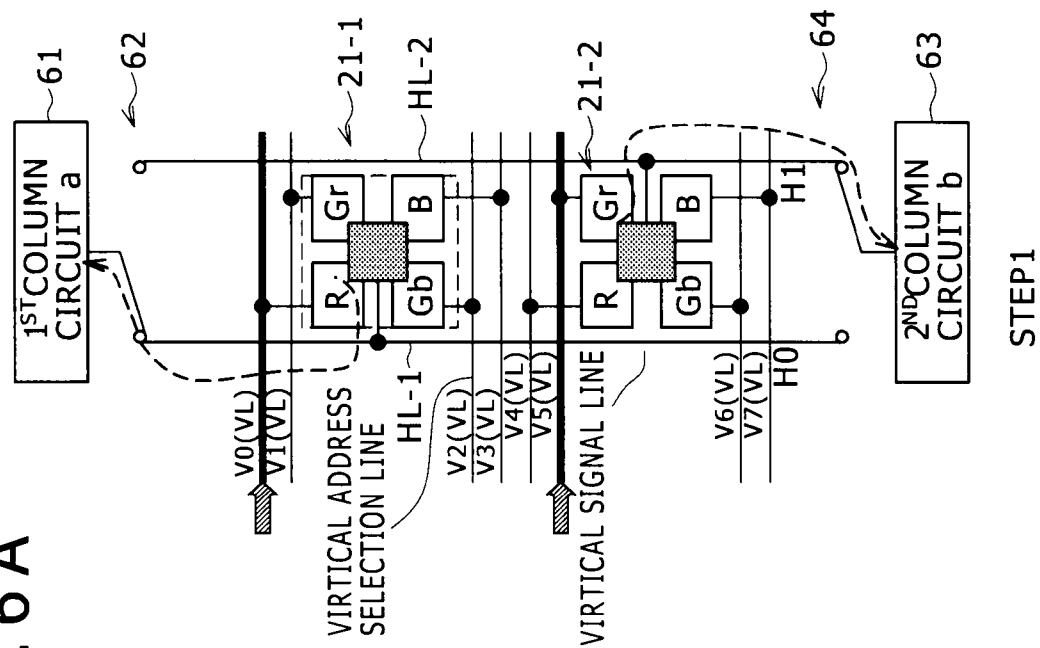 6A
1ST COLUMN
CIRCUIT a
61
62
21-1
HL-2
V0(VL)
V1(VL)
R
Gr
Gb
B
HL-1
VIRTICAL ADDRESS
SELECTION LINE
V2(VL)
V3(VL)
V4(VL)
V5(VL)
21-2
R
Gr
Gb
B
VIRTICAL SIGNAL LINE
V6(VL)
V7(VL)
H0
H1
64
2ND COLUMN
CIRCUIT b
63
STEP1